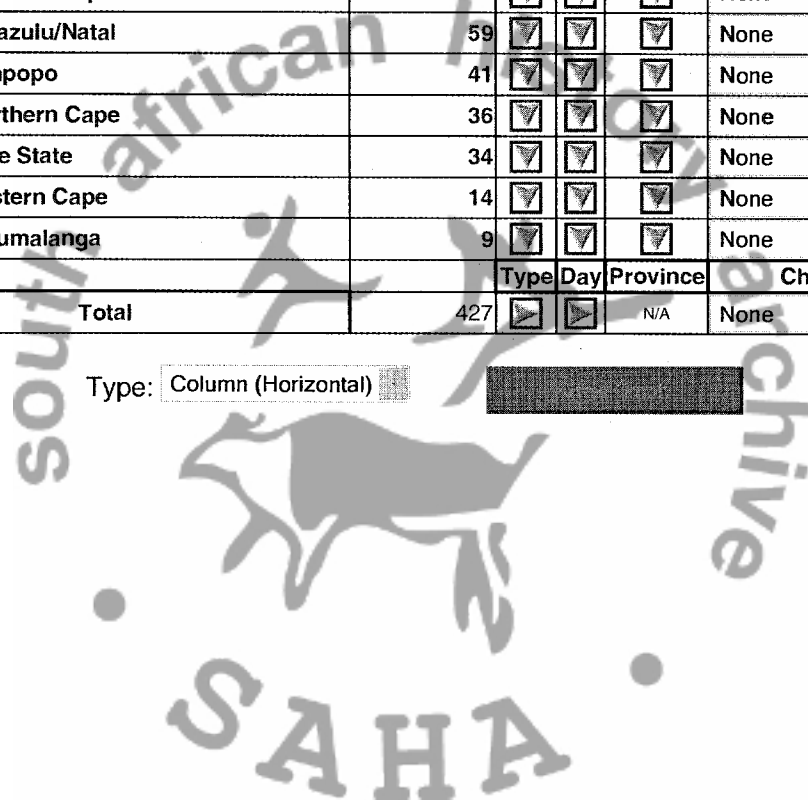 azulu/Natal 59 None
popo 41 None
thern Cape 36 None
e State 34 None
stern Cape 14 None
umalanga 9 None
Type Day Province Ch
Total 427 N/A None
Type: Column (Horizontal)
south african history archive
SAHA